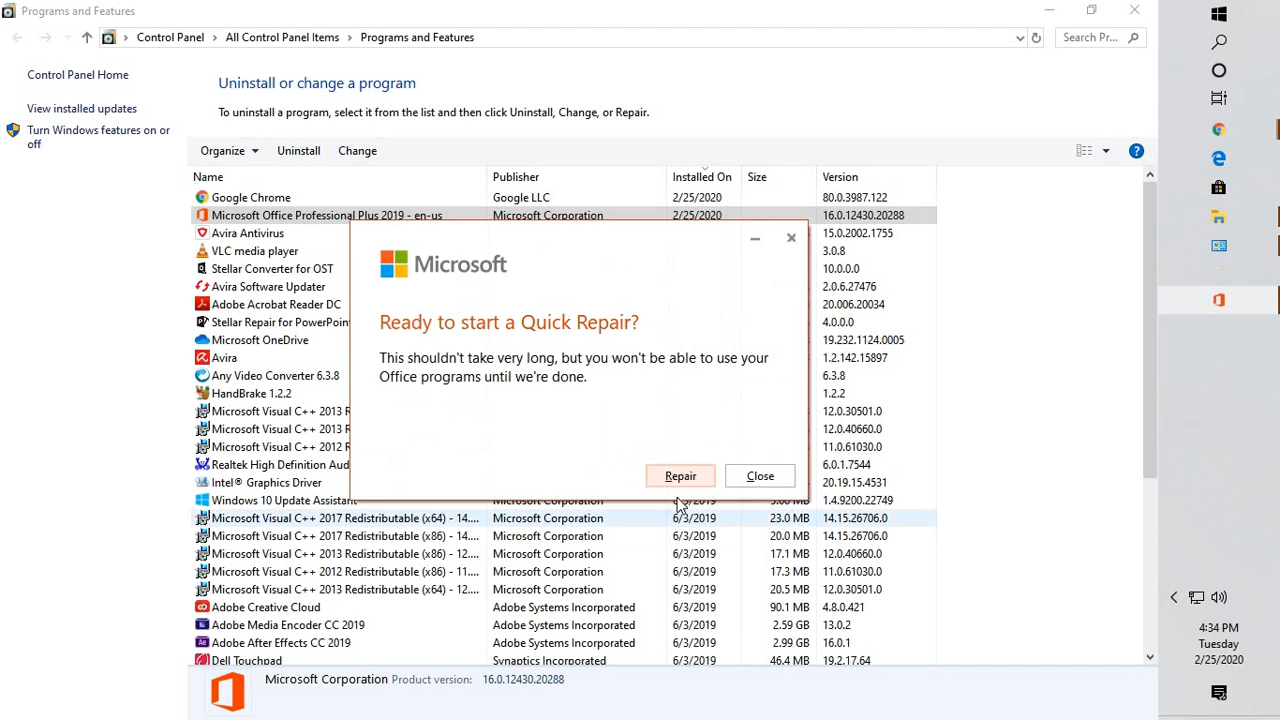 Programs and Features
Control Panel > All Control Panel Items > Programs and Features
Search Pr...
Control Panel Home
View installed updates
Turn Windows features on or
off
Uninstall or change a program
To uninstall a program, select it from the list and then click Uninstall, Change, or Repair.
Organize Uninstall Change
Name Publisher Installed On Size Version
Google Chrome Google LLC 2/25/2020 80.0.3987.122
Microsoft Office Professional Plus 2019 - en-us Microsoft Corporation 2/25/2020 16.0.12430.20288
Avira Antivirus 15.0.2002.1755
VLC media player 3.0.8
Stellar Converter for OST 10.0.0.0
Avira Software Updater 2.0.6.27476
Adobe Acrobat Reader DC 20.006.20034
Stellar Repair for PowerPoint 4.0.0.0
Microsoft OneDrive 19.232.1124.0005
Avira 1.2.142.15897
Any Video Converter 6.3.8 6.3.8
HandBrake 1.2.2 1.2.2
Microsoft Visual C++ 2013 R 12.0.30501.0
Microsoft Visual C++ 2013 R 12.0.40660.0
Microsoft Visual C++ 2012 R 11.0.61030.0
Realtek High Definition Aud 6.0.1.7544
Intel® Graphics Driver 20.19.15.4531
Windows 10 Update Assistant 1.4.9200.22749
Microsoft Visual C++ 2017 Redistributable (x64) - 14.... Microsoft Corporation 6/3/2019 23.0 MB 14.15.26706.0
Microsoft Visual C++ 2017 Redistributable (x86) - 14.... Microsoft Corporation 6/3/2019 20.0 MB 14.15.26706.0
Microsoft Visual C++ 2013 Redistributable (x86) - 12.... Microsoft Corporation 6/3/2019 17.1 MB 12.0.40660.0
Microsoft Visual C++ 2012 Redistributable (x86) - 11.... Microsoft Corporation 6/3/2019 17.3 MB 11.0.61030.0
Microsoft Visual C++ 2013 Redistributable (x64) - 12.... Microsoft Corporation 6/3/2019 20.5 MB 12.0.30501.0
Adobe Creative Cloud Adobe Systems Incorporated 6/3/2019 90.1 MB 4.8.0.421
Adobe Media Encoder CC 2019 Adobe Systems Incorporated 6/3/2019 2.59 GB 13.0.2
Adobe After Effects CC 2019 Adobe Systems Incorporated 6/3/2019 2.99 GB 16.0.1
Dell Touchpad Synaptics Incorporated 6/3/2019 46.4 MB 19.2.17.64
Microsoft Corporation Product version: 16.0.12430.20288
Microsoft
Ready to start a Quick Repair?
This shouldn't take very long, but you won't be able to use your
Office programs until we're done.
Repair Close
4:34 PM
Tuesday
2/25/2020